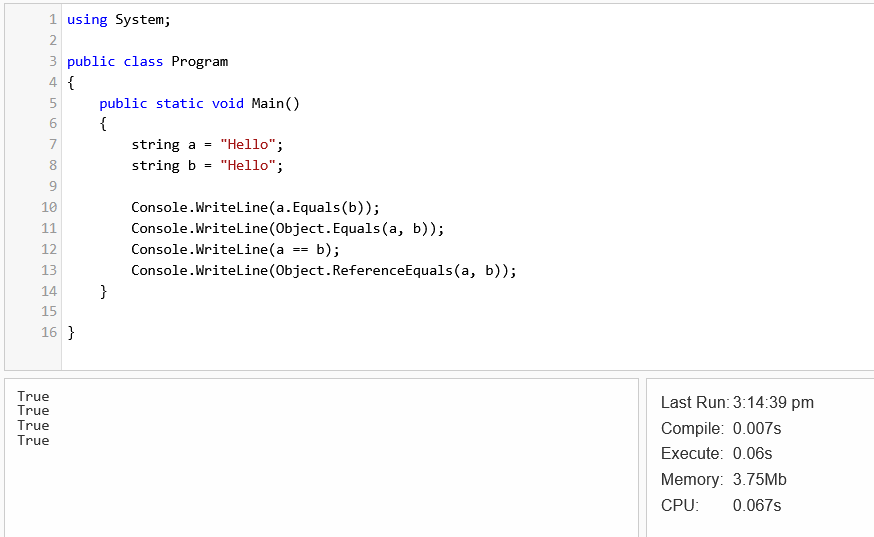 1 using System;
2
3 public class Program
4 {
5     public static void Main()
6     {
7         string a = "Hello";
8         string b = "Hello";
9
10         Console.WriteLine(a.Equals(b));
11         Console.WriteLine(Object.Equals(a, b));
12         Console.WriteLine(a == b);
13         Console.WriteLine(Object.ReferenceEquals(a, b));
14     }
15
16 }
True
True
True
True
Last Run: 3:14:39 pm
Compile: 0.007s
Execute: 0.06s
Memory: 3.75Mb
CPU: 0.067s